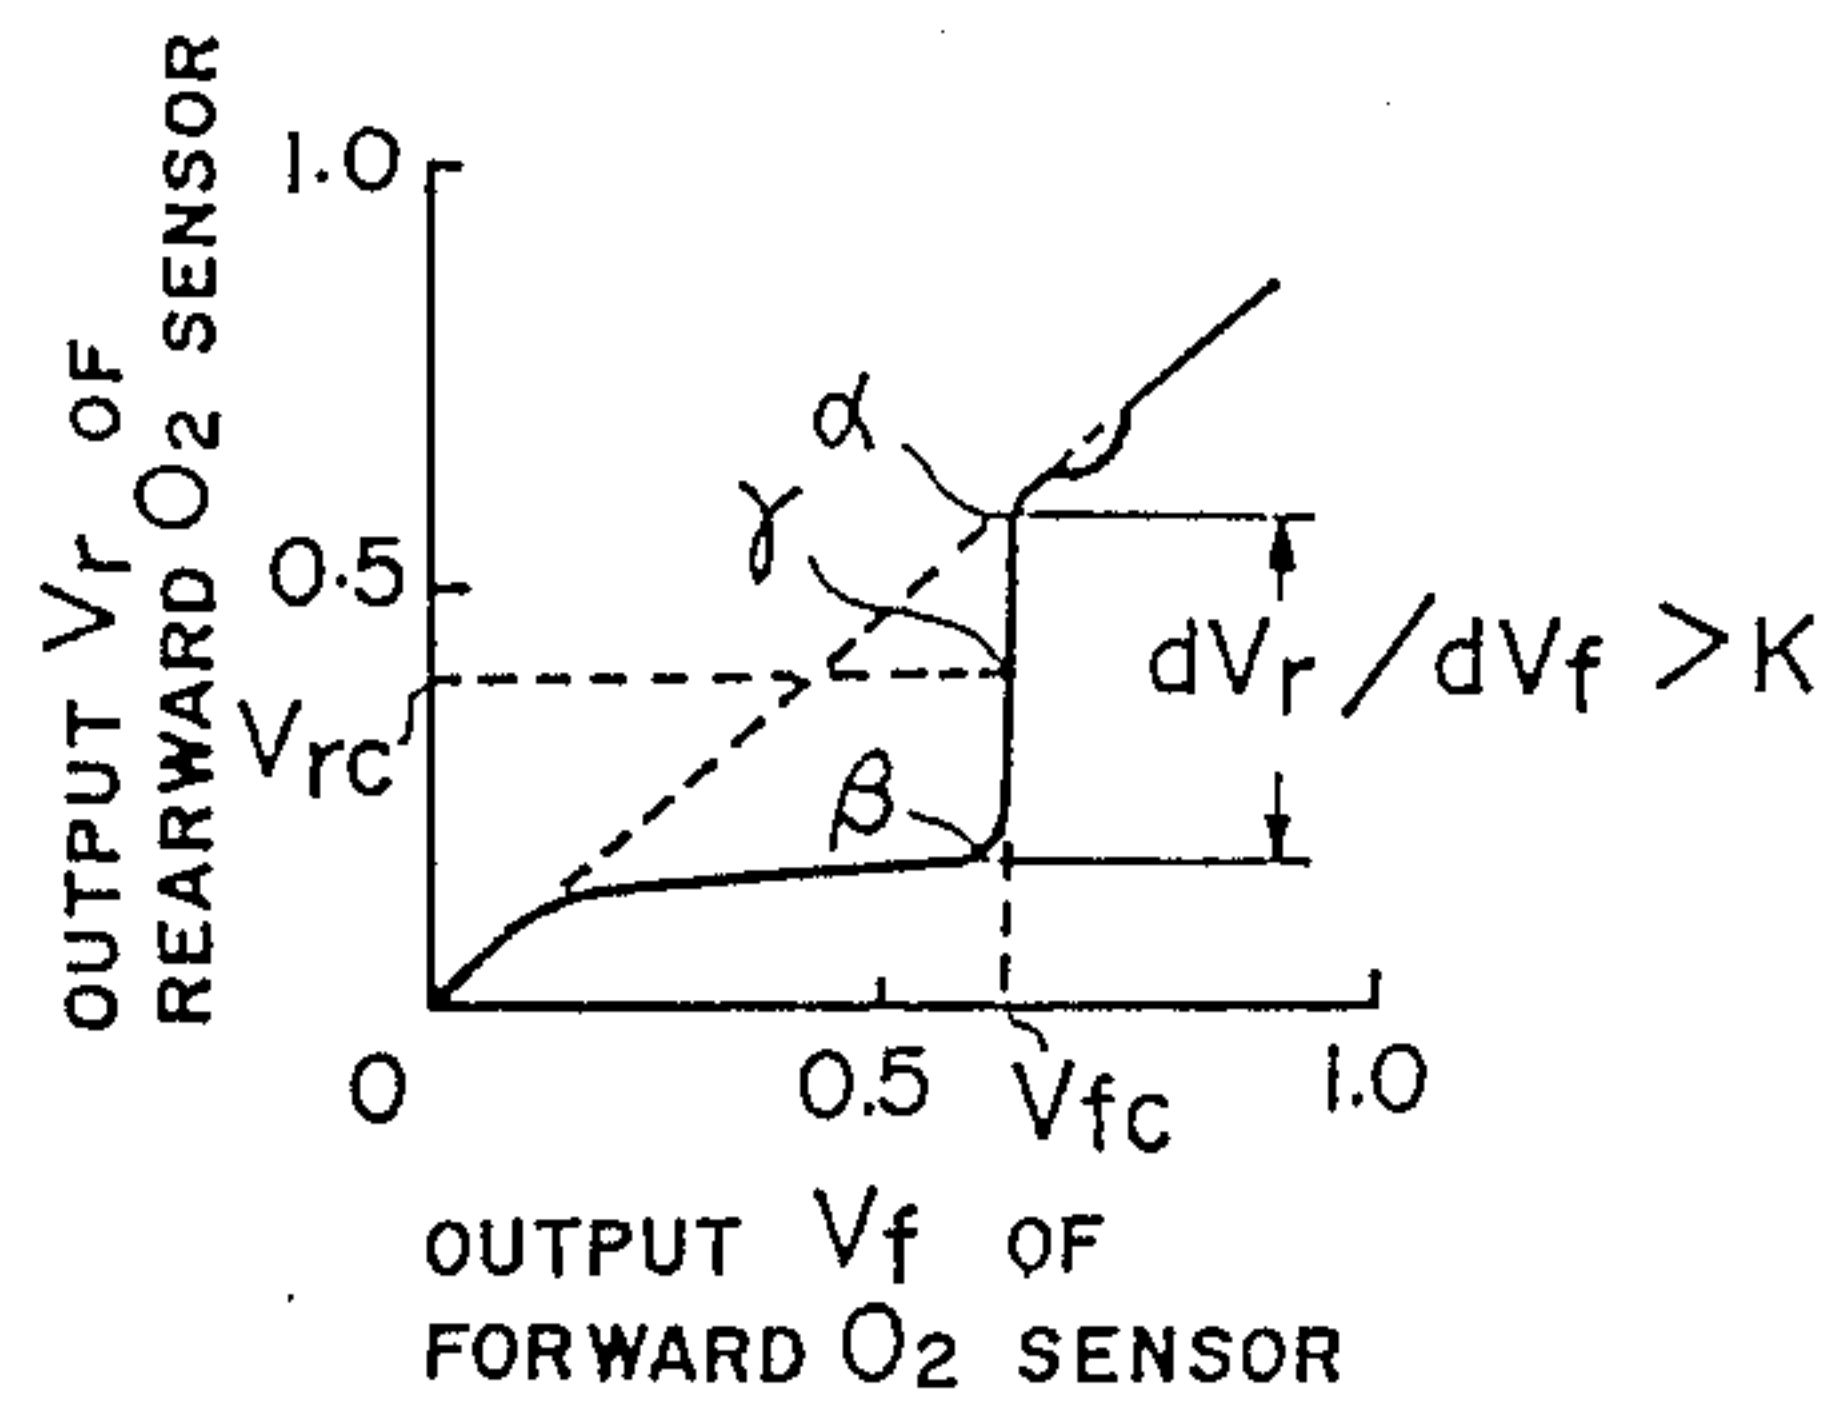 OUTPUT Vr OF
REARWARD O2 SENSOR
1.0
α
γ
0.5
dVr/dVf >K
Vrc
β
0
0.5
Vfc
1.0
OUTPUT Vf OF
FORWARD O2 SENSOR